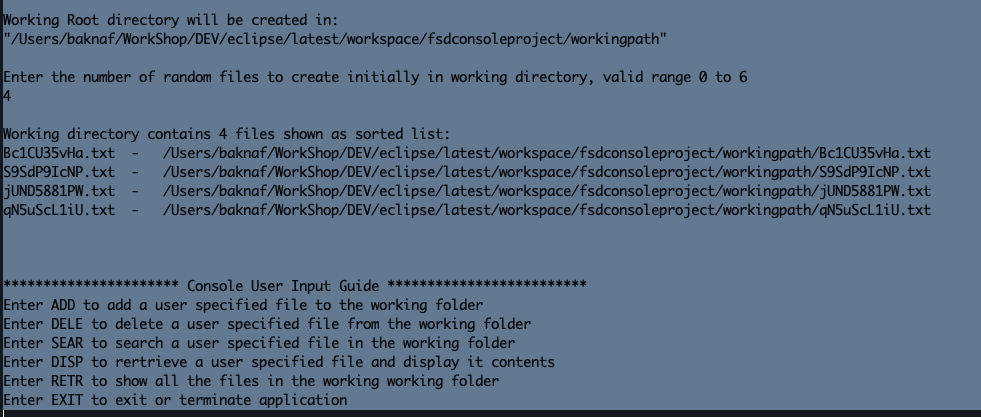 Working Root directory will be created in:
"/Users/baknaf/WorkShop/DEV/eclipse/latest/workspace/fsdconsoleproject/workingpath"
Enter the number of random files to create initially in working directory, valid range 0 to 6
4
Working directory contains 4 files shown as sorted list:
Bc1CU35vHa.txt  -   /Users/baknaf/WorkShop/DEV/eclipse/latest/workspace/fsdconsoleproject/workingpath/Bc1CU35vHa.txt
S9SdP9IcNP.txt  -   /Users/baknaf/WorkShop/DEV/eclipse/latest/workspace/fsdconsoleproject/workingpath/S9SdP9IcNP.txt
jUND5881PW.txt  -   /Users/baknaf/WorkShop/DEV/eclipse/latest/workspace/fsdconsoleproject/workingpath/jUND5881PW.txt
qN5uScL1iU.txt  -   /Users/baknaf/WorkShop/DEV/eclipse/latest/workspace/fsdconsoleproject/workingpath/qN5uScL1iU.txt
********************** Console User Input Guide *************************
Enter ADD to add a user specified file to the working folder
Enter DELE to delete a user specified file from the working folder
Enter SEAR to search a user specified file in the working folder
Enter DISP to rertrieve a user specified file and display it contents
Enter RETR to show all the files in the working working folder
Enter EXIT to exit or terminate application